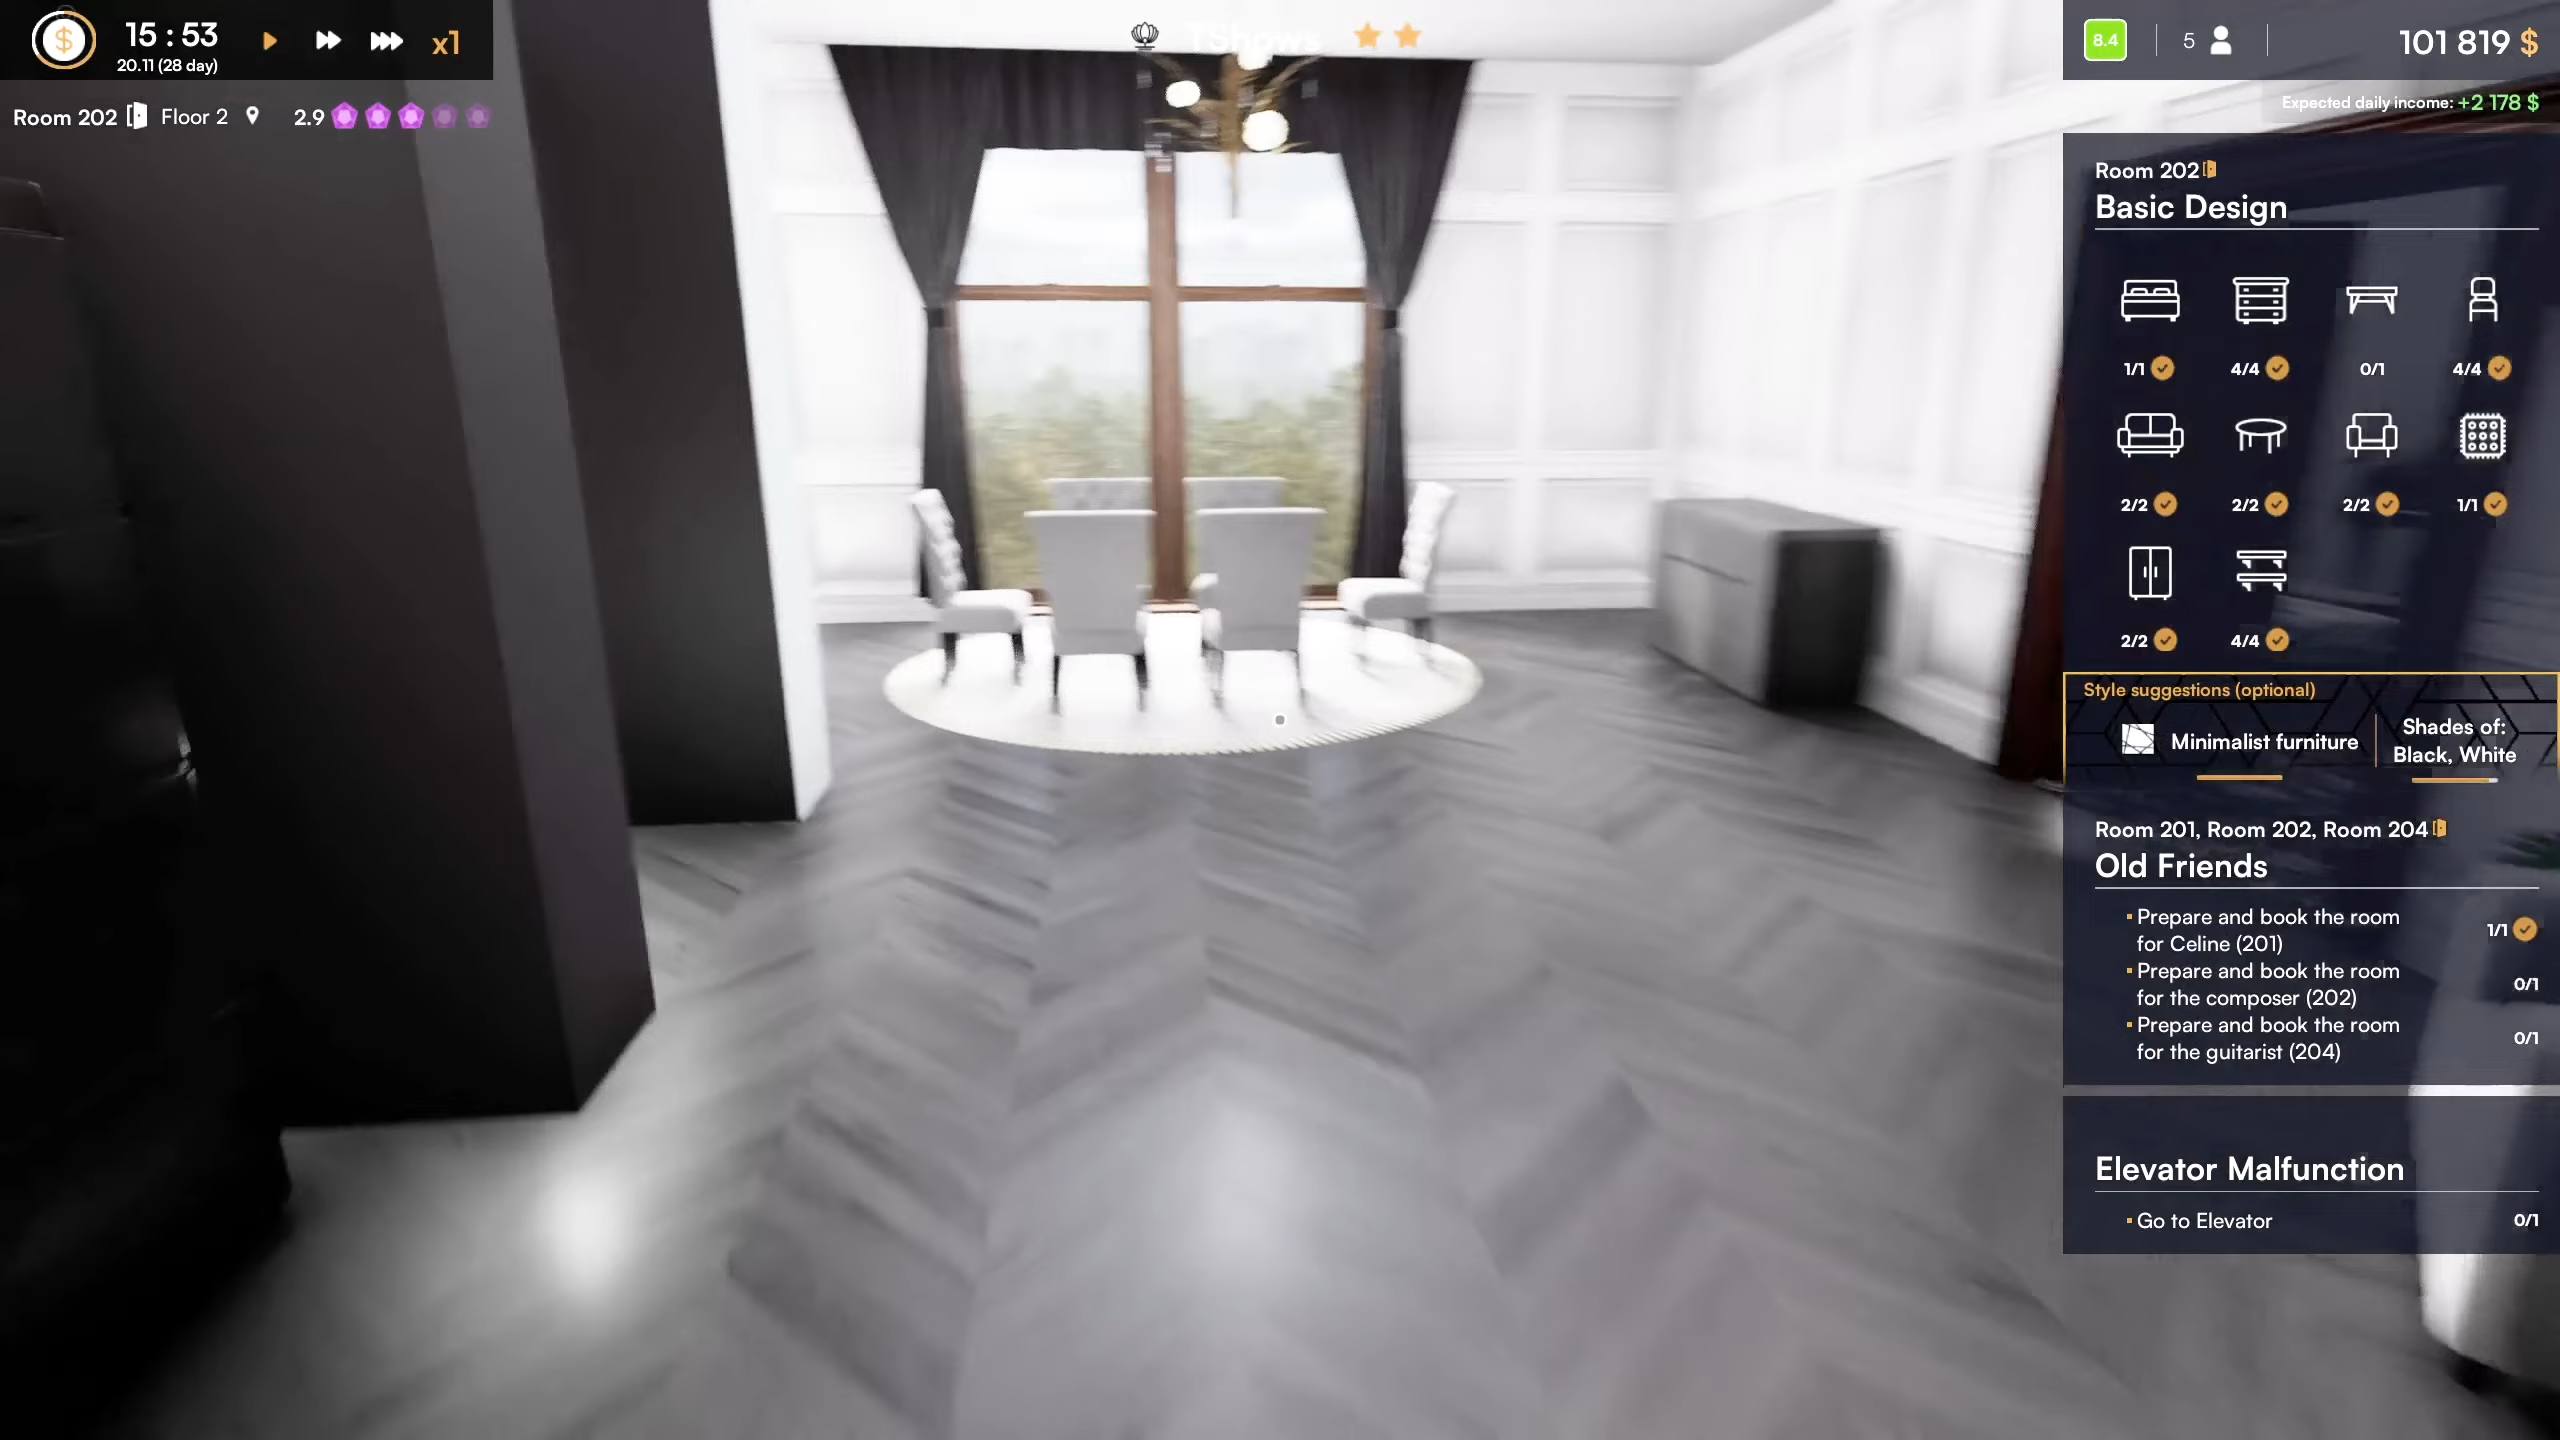 15 : 53
20.11 (28 day)
x1
TShows
8.4
5
101 819 $
Expected daily income: +2 178 $
Room 202
Floor 2
2.9
Room 202
Basic Design
1/1
4/4
0/1
4/4
2/2
2/2
2/2
1/1
2/2
4/4
Style suggestions (optional)
Minimalist furniture
Shades of:
Black, White
Room 201, Room 202, Room 204
Old Friends
Prepare and book the room
for Celine (201)
1/1
Prepare and book the room
for the composer (202)
0/1
Prepare and book the room
for the guitarist (204)
0/1
Elevator Malfunction
Go to Elevator
0/1